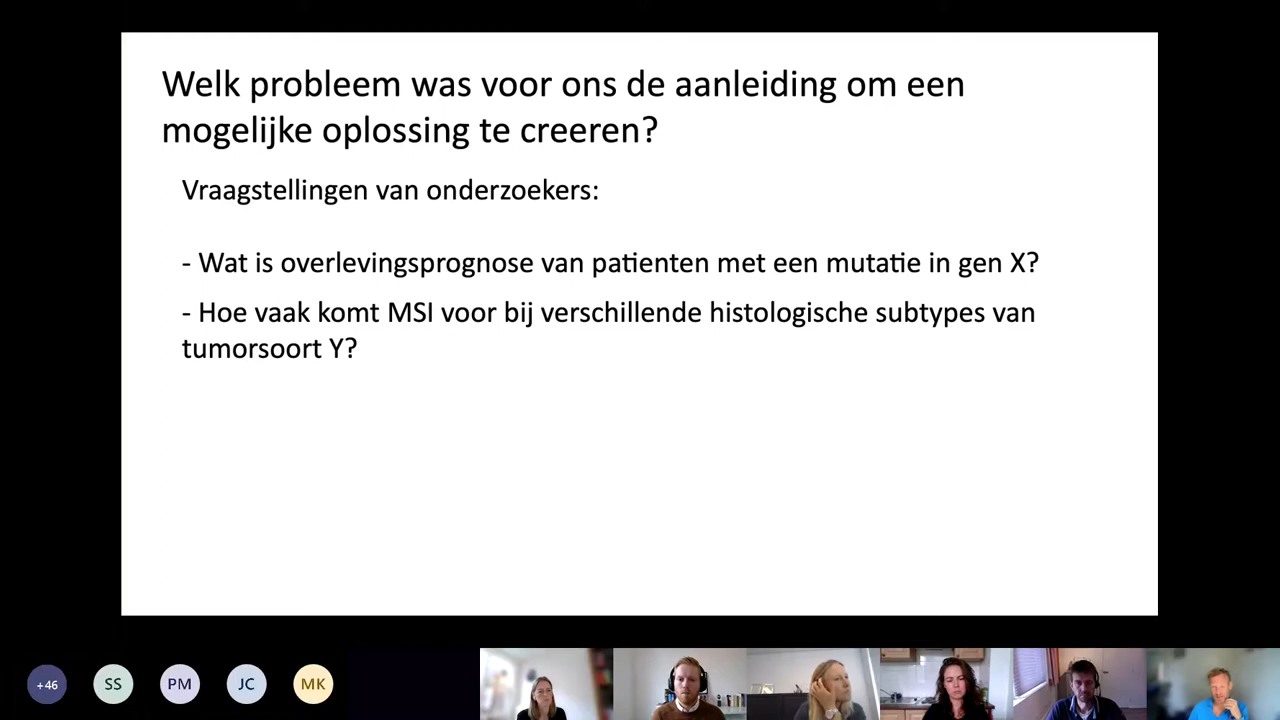 Welk probleem was voor ons de aanleiding om een
mogelijke oplossing te creeren?
Vraagstellingen van onderzoekers:
- Wat is overlevingsprognose van patienten met een mutatie in gen X?
- Hoe vaak komt MSI voor bij verschillende histologische subtypes van
tumorsoort Y?
+46
SS
PM
JC
MK